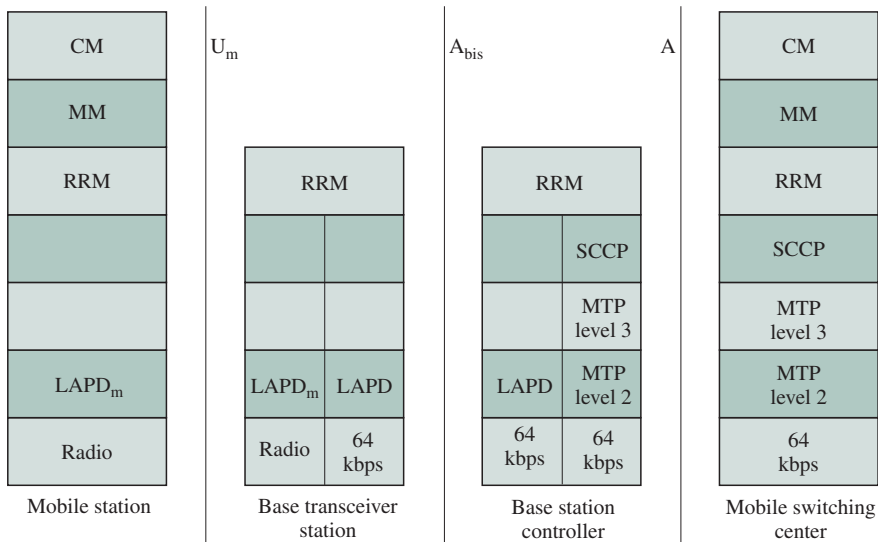 CM
MM
RRM
LAPDm
Radio
Mobile station
Um
RRM
LAPDm
LAPD
Radio
64
kbps
Base transceiver
station
Abis
RRM
SCCP
MTP
level 3
LAPD
MTP
level 2
64
kbps
64
kbps
Base station
controller
A
CM
MM
RRM
SCCP
MTP
level 3
MTP
level 2
64
kbps
Mobile switching
center